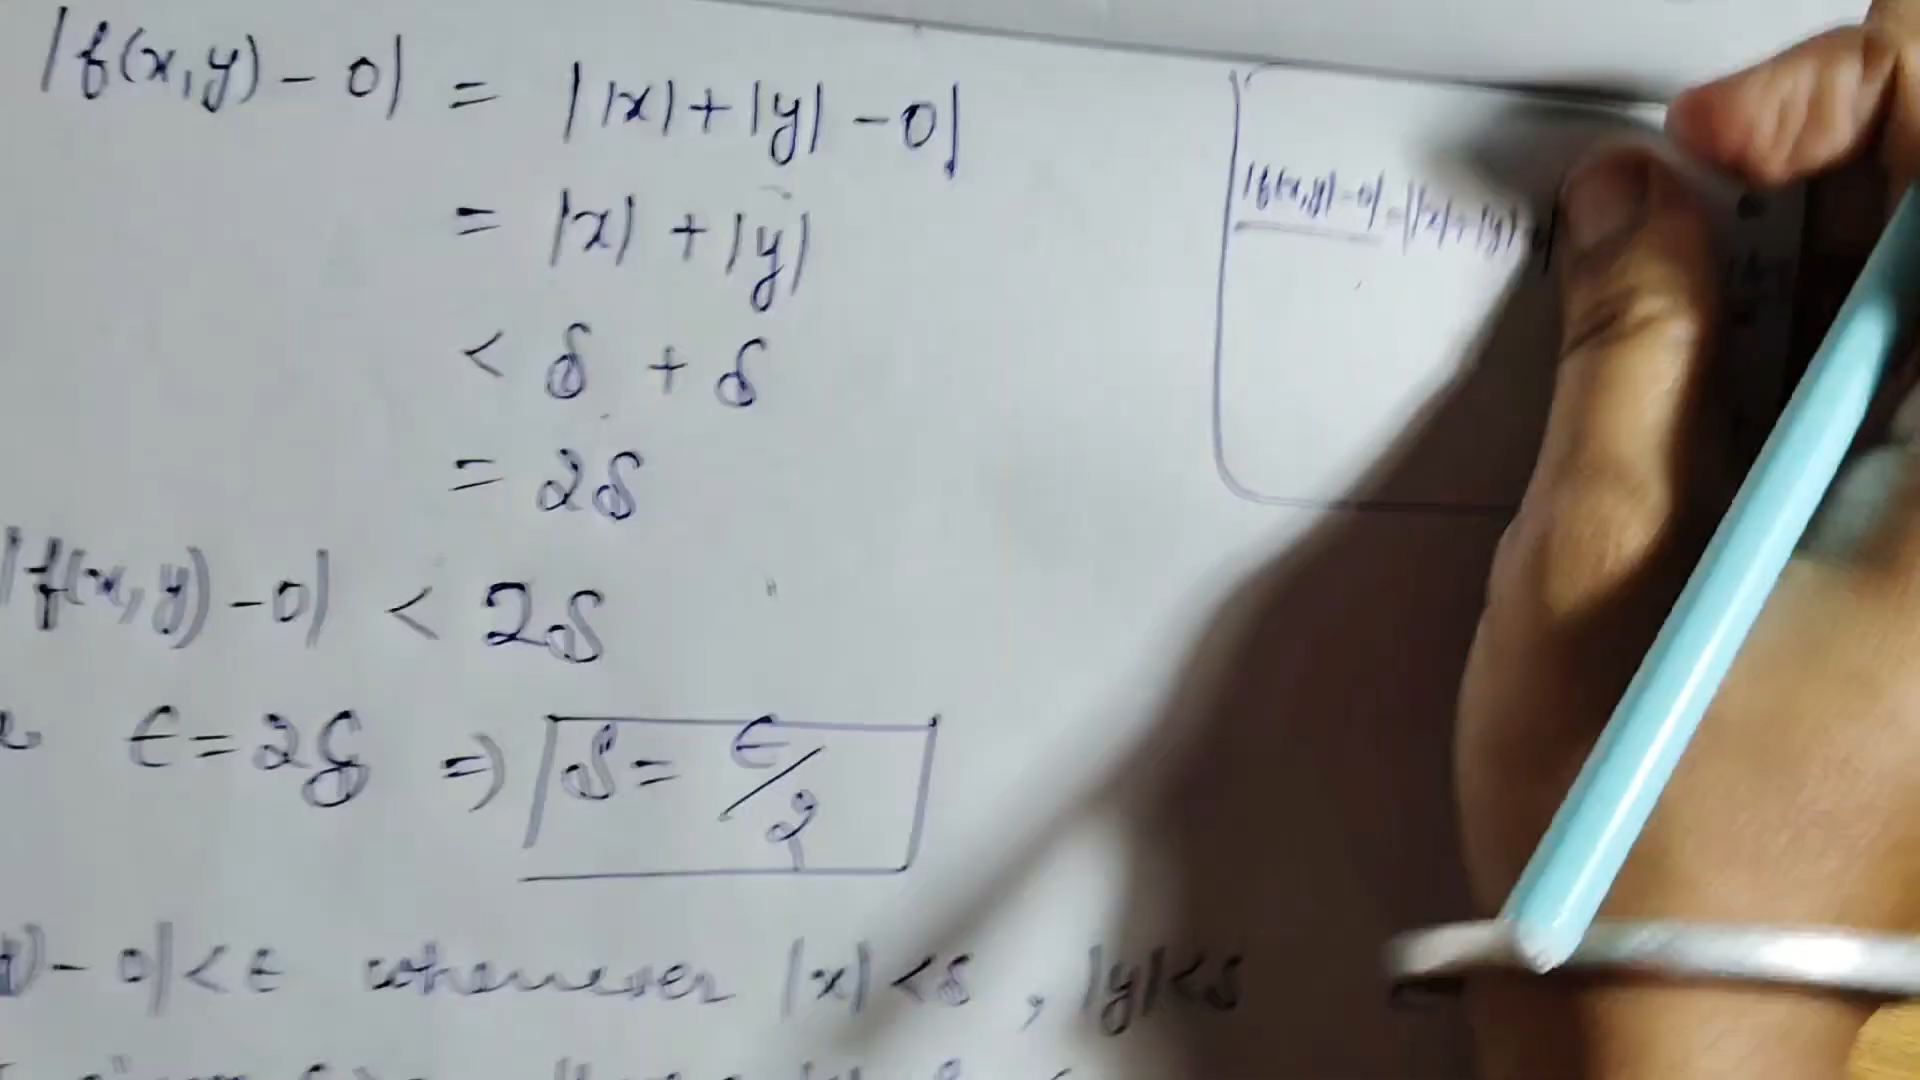 |f(x,y) - 0| = ||x| + |y| - 0|
= |x| + |y|
< δ + δ
= 2δ
|f(x,y) - 0| < 2δ
ϵ = 2δ ⇒ δ = ϵ/2
) - 0| < ϵ whenever |x| < δ , |y| < δ
|f(x,y) - 0| = ||x| + |y|